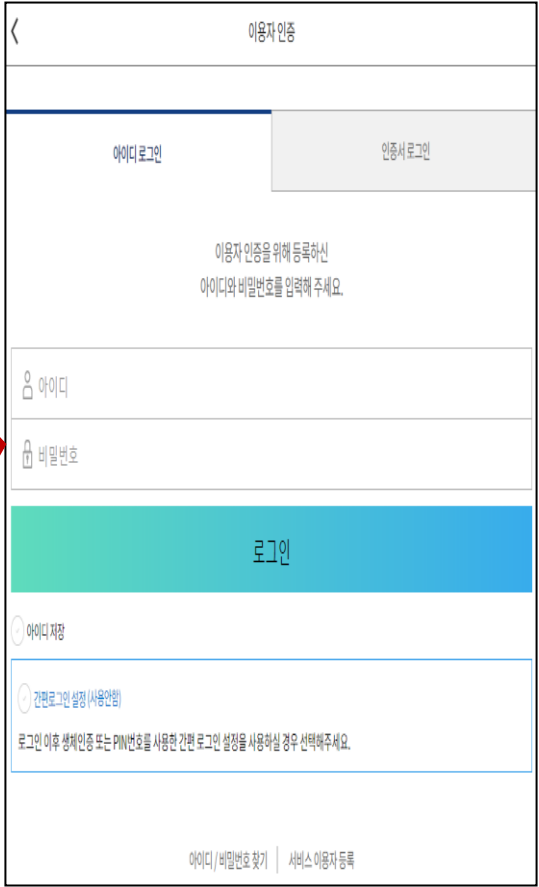 이용자 인증
아이디 로그인
인증서 로그인
이용자 인증을 위해 등록하신
아이디와 비밀번호를 입력해 주세요.
아이디
비밀번호
로그인
아이디 저장
간편로그인 설정 (사용안함)
로그인 이후 생체인증 또는 PIN번호를 사용한 간편 로그인 설정을 사용하실 경우 선택해주세요.
아이디 / 비밀번호 찾기 | 서비스 이용자 등록